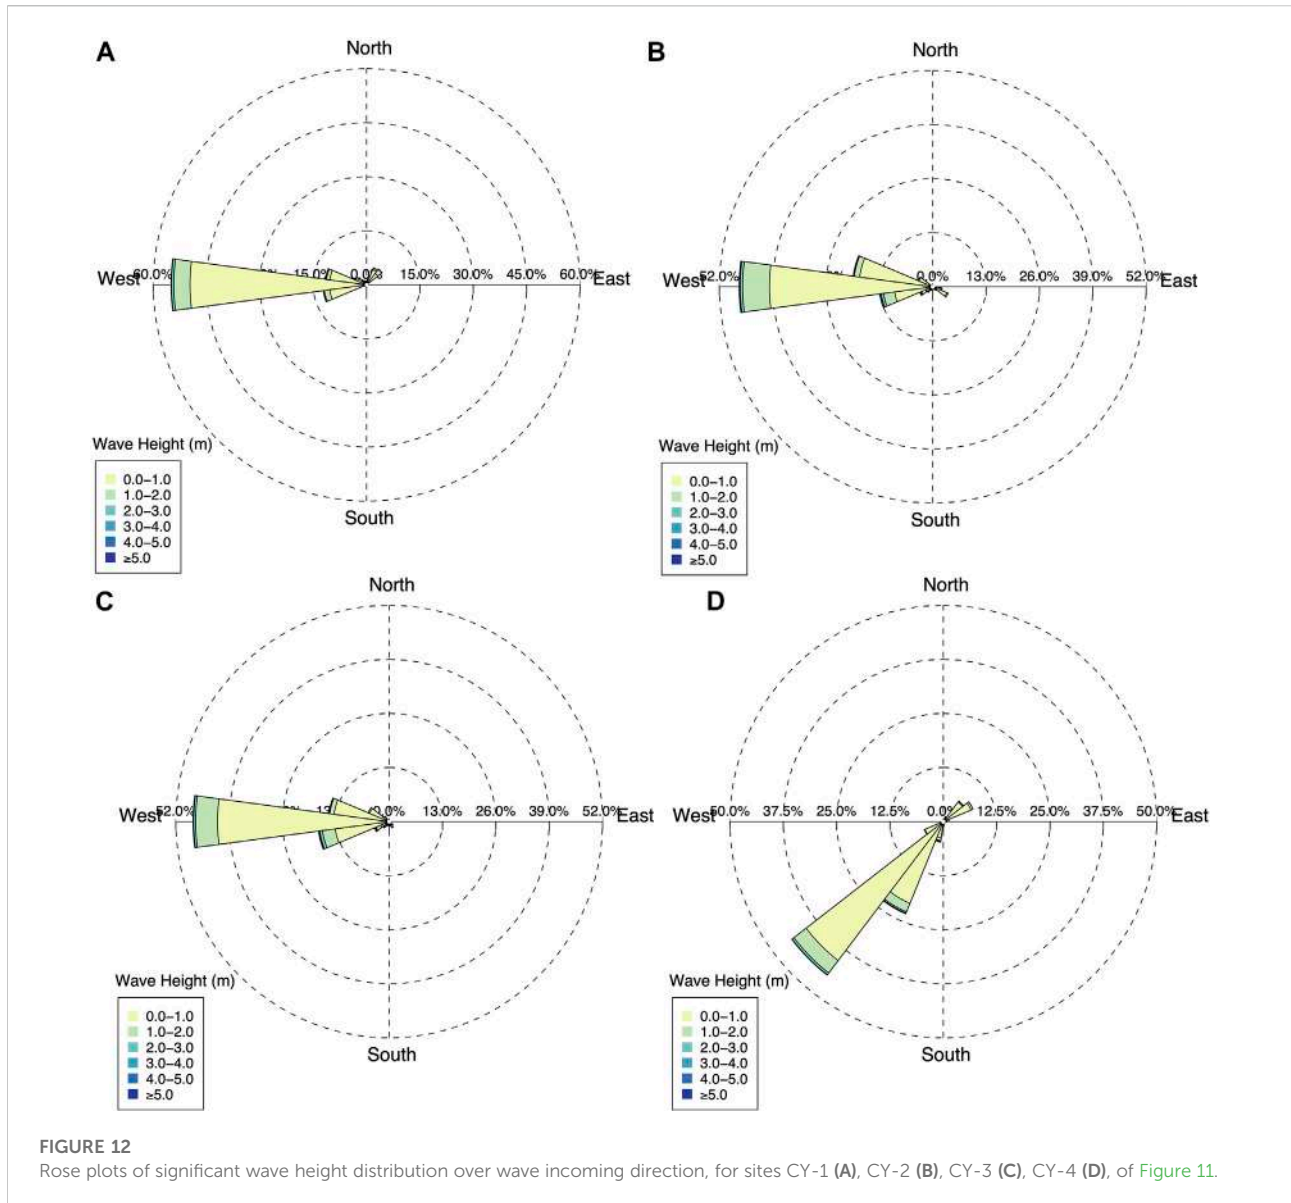 A
North
West
60.0%
15.0%
0.0%
15.0%
30.0%
45.0%
60.0%
East
South
Wave Height (m)
0.0–1.0
1.0–2.0
2.0–3.0
3.0–4.0
4.0–5.0
≥5.0
B
North
West
52.0%
0.0%
13.0%
26.0%
39.0%
52.0%
East
South
Wave Height (m)
0.0–1.0
1.0–2.0
2.0–3.0
3.0–4.0
4.0–5.0
≥5.0
C
North
West
52.0%
0.0%
13.0%
26.0%
39.0%
52.0%
East
South
Wave Height (m)
0.0–1.0
1.0–2.0
2.0–3.0
3.0–4.0
4.0–5.0
≥5.0
D
North
West
50.0%
37.5%
25.0%
12.5%
0.0%
12.5%
25.0%
37.5%
50.0%
East
South
Wave Height (m)
0.0–1.0
1.0–2.0
2.0–3.0
3.0–4.0
4.0–5.0
≥5.0
FIGURE 12
Rose plots of significant wave height distribution over wave incoming direction, for sites CY-1 (A), CY-2 (B), CY-3 (C), CY-4 (D), of Figure 11.